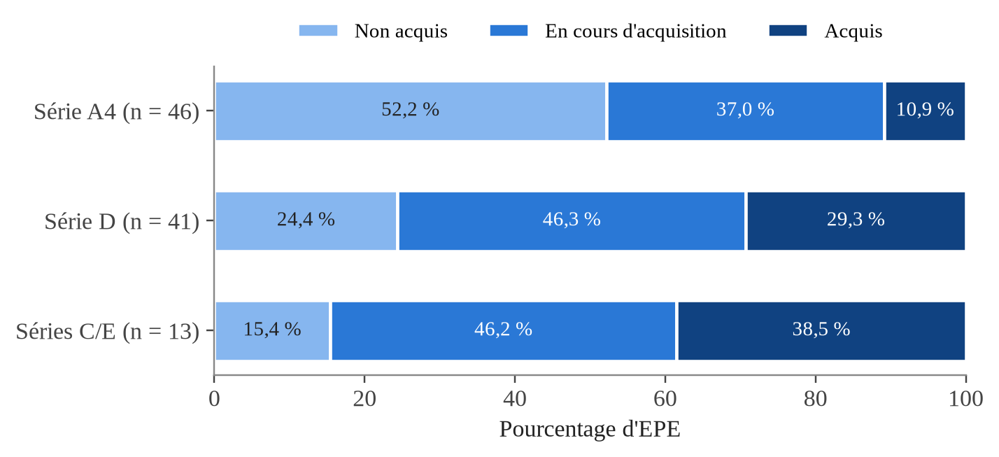 Non acquis En cours d'acquisition Acquis
Série A4 (n = 46) 52,2 % 37,0 % 10,9 %
Série D (n = 41) 24,4 % 46,3 % 29,3 %
Séries C/E (n = 13) 15,4 % 46,2 % 38,5 %
0 20 40 60 80 100
Pourcentage d'EPE